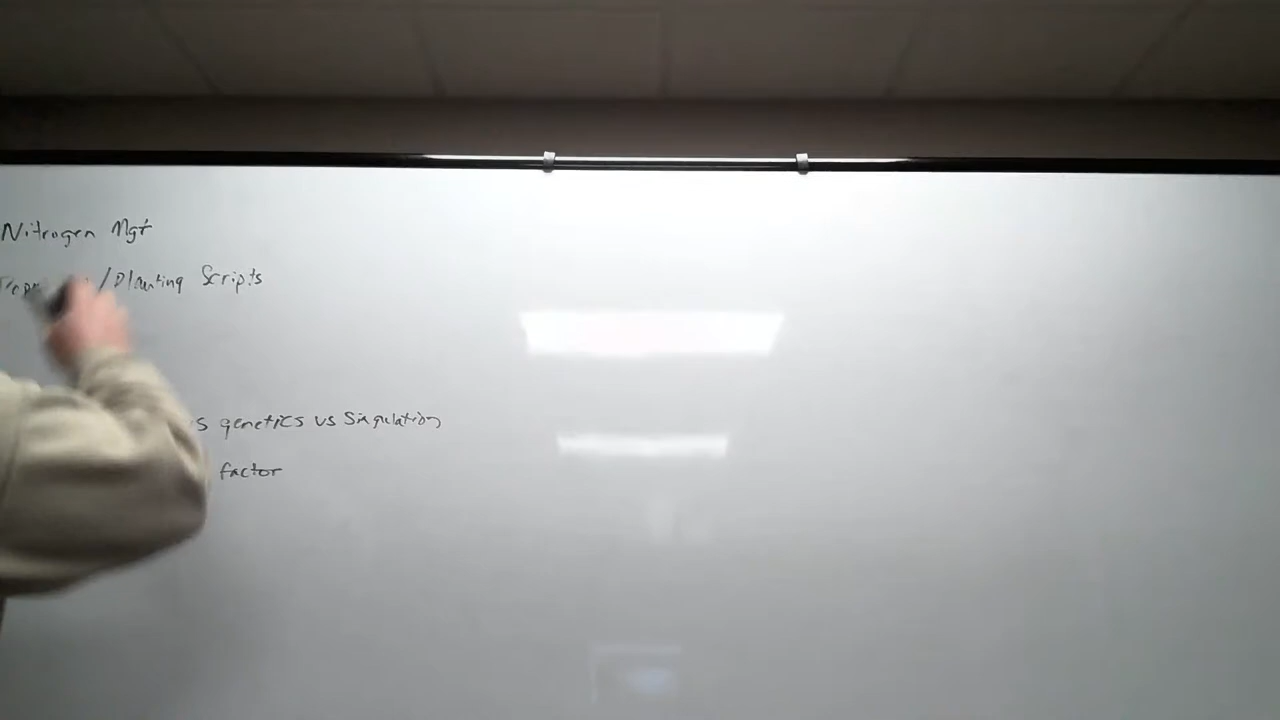 Nitrogen Mgt
/Planting Scripts
genetics vs Singulation
factor